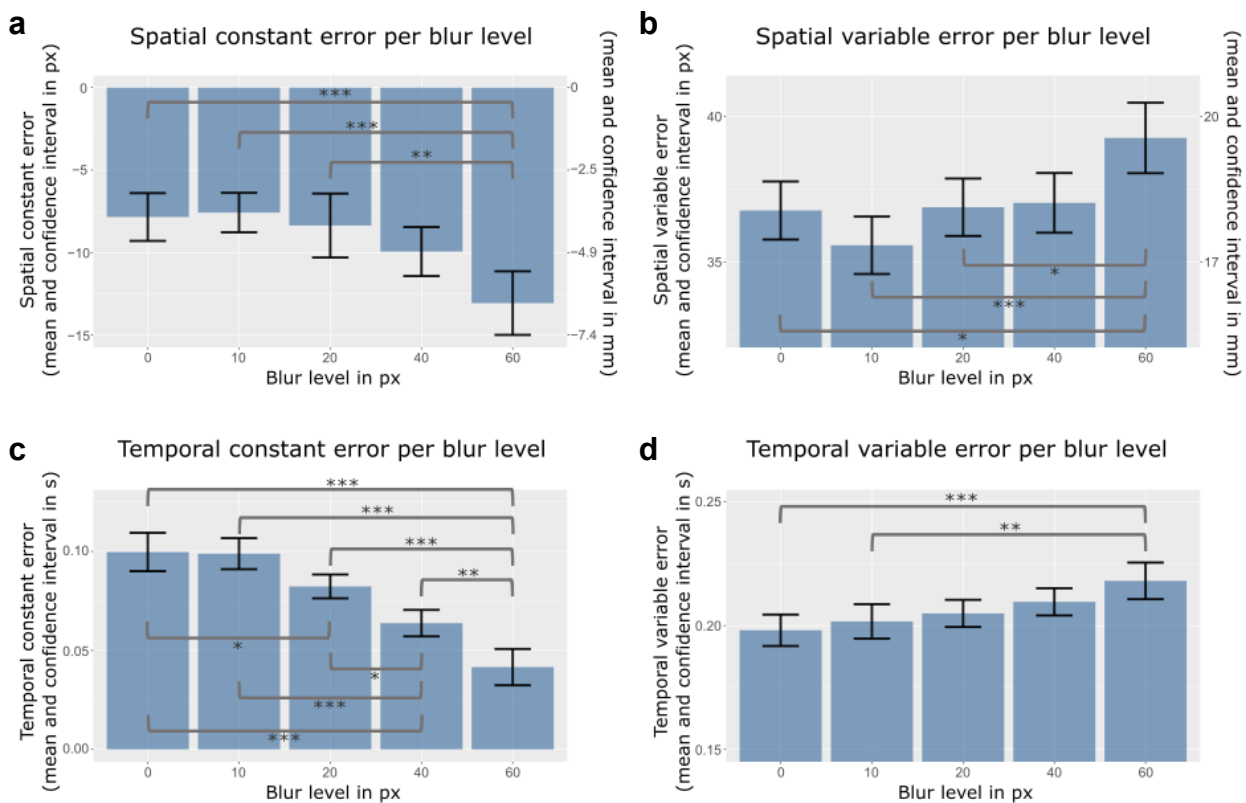 a
Spatial constant error per blur level
Spatial constant error
(mean and confidence interval in px)
(mean and confidence interval in mm)
0
−5
−10
−15
0
−2.5
−4.9
−7.4
***
***
**
0 10 20 40 60
Blur level in px
b
Spatial variable error per blur level
Spatial variable error
(mean and confidence interval in px)
(mean and confidence interval in mm)
40
35
20
17
*
***
*
0 10 20 40 60
Blur level in px
c
Temporal constant error per blur level
Temporal constant error
(mean and confidence interval in s)
0.10
0.05
0.00
***
***
***
**
*
*
***
***
0 10 20 40 60
Blur level in px
d
Temporal variable error per blur level
Temporal variable error
(mean and confidence interval in s)
0.25
0.20
0.15
***
**
0 10 20 40 60
Blur level in px